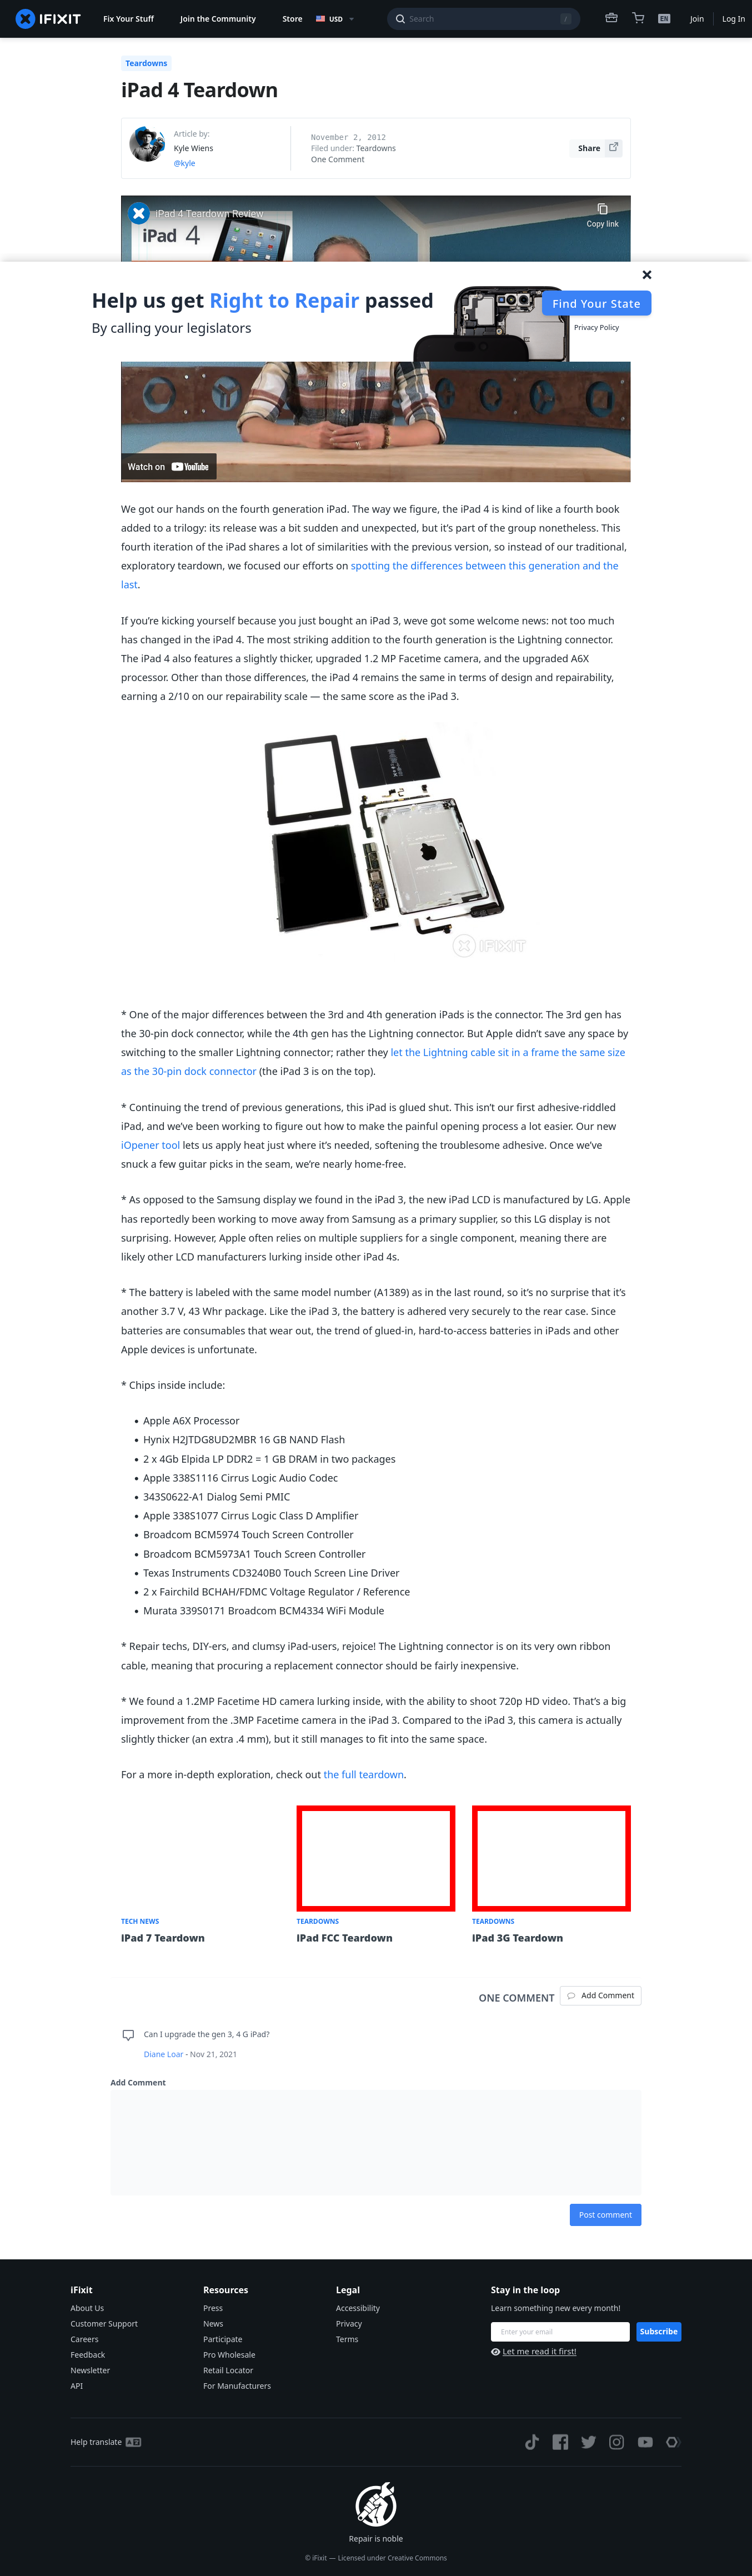 IFIXIT
Fix Your Stuff
Join the Community
Store
USD
Search
/
EN
Join
Log In
Teardowns
iPad 4 Teardown
Article by:
Kyle Wiens
@kyle
November 2, 2012
Filed under: Teardowns
One Comment
Share
iPad 4 Teardown Review
Copy link
iPad 4
Help us get Right to Repair passed
By calling your legislators
Find Your State
Privacy Policy
Watch on YouTube
We got our hands on the fourth generation iPad. The way we figure, the iPad 4 is kind of like a fourth book
added to a trilogy: its release was a bit sudden and unexpected, but it’s part of the group nonetheless. This
fourth iteration of the iPad shares a lot of similarities with the previous version, so instead of our traditional,
exploratory teardown, we focused our efforts on spotting the differences between this generation and the
last.
If you’re kicking yourself because you just bought an iPad 3, weve got some welcome news: not too much
has changed in the iPad 4. The most striking addition to the fourth generation is the Lightning connector.
The iPad 4 also features a slightly thicker, upgraded 1.2 MP Facetime camera, and the upgraded A6X
processor. Other than those differences, the iPad 4 remains the same in terms of design and repairability,
earning a 2/10 on our repairability scale — the same score as the iPad 3.
IFIXIT
* One of the major differences between the 3rd and 4th generation iPads is the connector. The 3rd gen has
the 30-pin dock connector, while the 4th gen has the Lightning connector. But Apple didn’t save any space by
switching to the smaller Lightning connector; rather they let the Lightning cable sit in a frame the same size
as the 30-pin dock connector (the iPad 3 is on the top).
* Continuing the trend of previous generations, this iPad is glued shut. This isn’t our first adhesive-riddled
iPad, and we’ve been working to figure out how to make the painful opening process a lot easier. Our new
iOpener tool lets us apply heat just where it’s needed, softening the troublesome adhesive. Once we’ve
snuck a few guitar picks in the seam, we’re nearly home-free.
* As opposed to the Samsung display we found in the iPad 3, the new iPad LCD is manufactured by LG. Apple
has reportedly been working to move away from Samsung as a primary supplier, so this LG display is not
surprising. However, Apple often relies on multiple suppliers for a single component, meaning there are
likely other LCD manufacturers lurking inside other iPad 4s.
* The battery is labeled with the same model number (A1389) as in the last round, so it’s no surprise that it’s
another 3.7 V, 43 Whr package. Like the iPad 3, the battery is adhered very securely to the rear case. Since
batteries are consumables that wear out, the trend of glued-in, hard-to-access batteries in iPads and other
Apple devices is unfortunate.
* Chips inside include:
• Apple A6X Processor
• Hynix H2JTDG8UD2MBR 16 GB NAND Flash
• 2 x 4Gb Elpida LP DDR2 = 1 GB DRAM in two packages
• Apple 338S1116 Cirrus Logic Audio Codec
• 343S0622-A1 Dialog Semi PMIC
• Apple 338S1077 Cirrus Logic Class D Amplifier
• Broadcom BCM5974 Touch Screen Controller
• Broadcom BCM5973A1 Touch Screen Controller
• Texas Instruments CD3240B0 Touch Screen Line Driver
• 2 x Fairchild BCHAH/FDMC Voltage Regulator / Reference
• Murata 339S0171 Broadcom BCM4334 WiFi Module
* Repair techs, DIY-ers, and clumsy iPad-users, rejoice! The Lightning connector is on its very own ribbon
cable, meaning that procuring a replacement connector should be fairly inexpensive.
* We found a 1.2MP Facetime HD camera lurking inside, with the ability to shoot 720p HD video. That’s a big
improvement from the .3MP Facetime camera in the iPad 3. Compared to the iPad 3, this camera is actually
slightly thicker (an extra .4 mm), but it still manages to fit into the same space.
For a more in-depth exploration, check out the full teardown.
TECH NEWS
iPad 7 Teardown
TEARDOWNS
iPad FCC Teardown
TEARDOWNS
iPad 3G Teardown
ONE COMMENT
Add Comment
Can I upgrade the gen 3, 4 G iPad?
Diane Loar - Nov 21, 2021
Add Comment
Post comment
iFixit
About Us
Customer Support
Careers
Feedback
Newsletter
API
Resources
Press
News
Participate
Pro Wholesale
Retail Locator
For Manufacturers
Legal
Accessibility
Privacy
Terms
Stay in the loop
Learn something new every month!
Enter your email
Subscribe
Let me read it first!
Help translate
Repair is noble
© iFixit — Licensed under Creative Commons